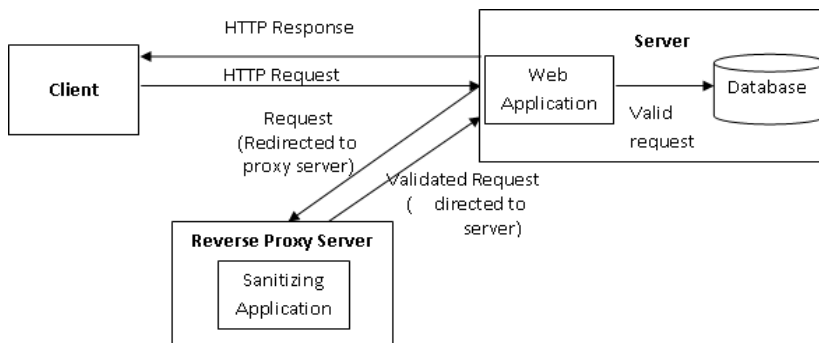 HTTP Response
Server
Client
HTTP Request
Web
Application
Database
Valid
request
Request
(Redirected to
proxy server)
Validated Request
( directed to
server)
Reverse Proxy Server
Sanitizing
Application